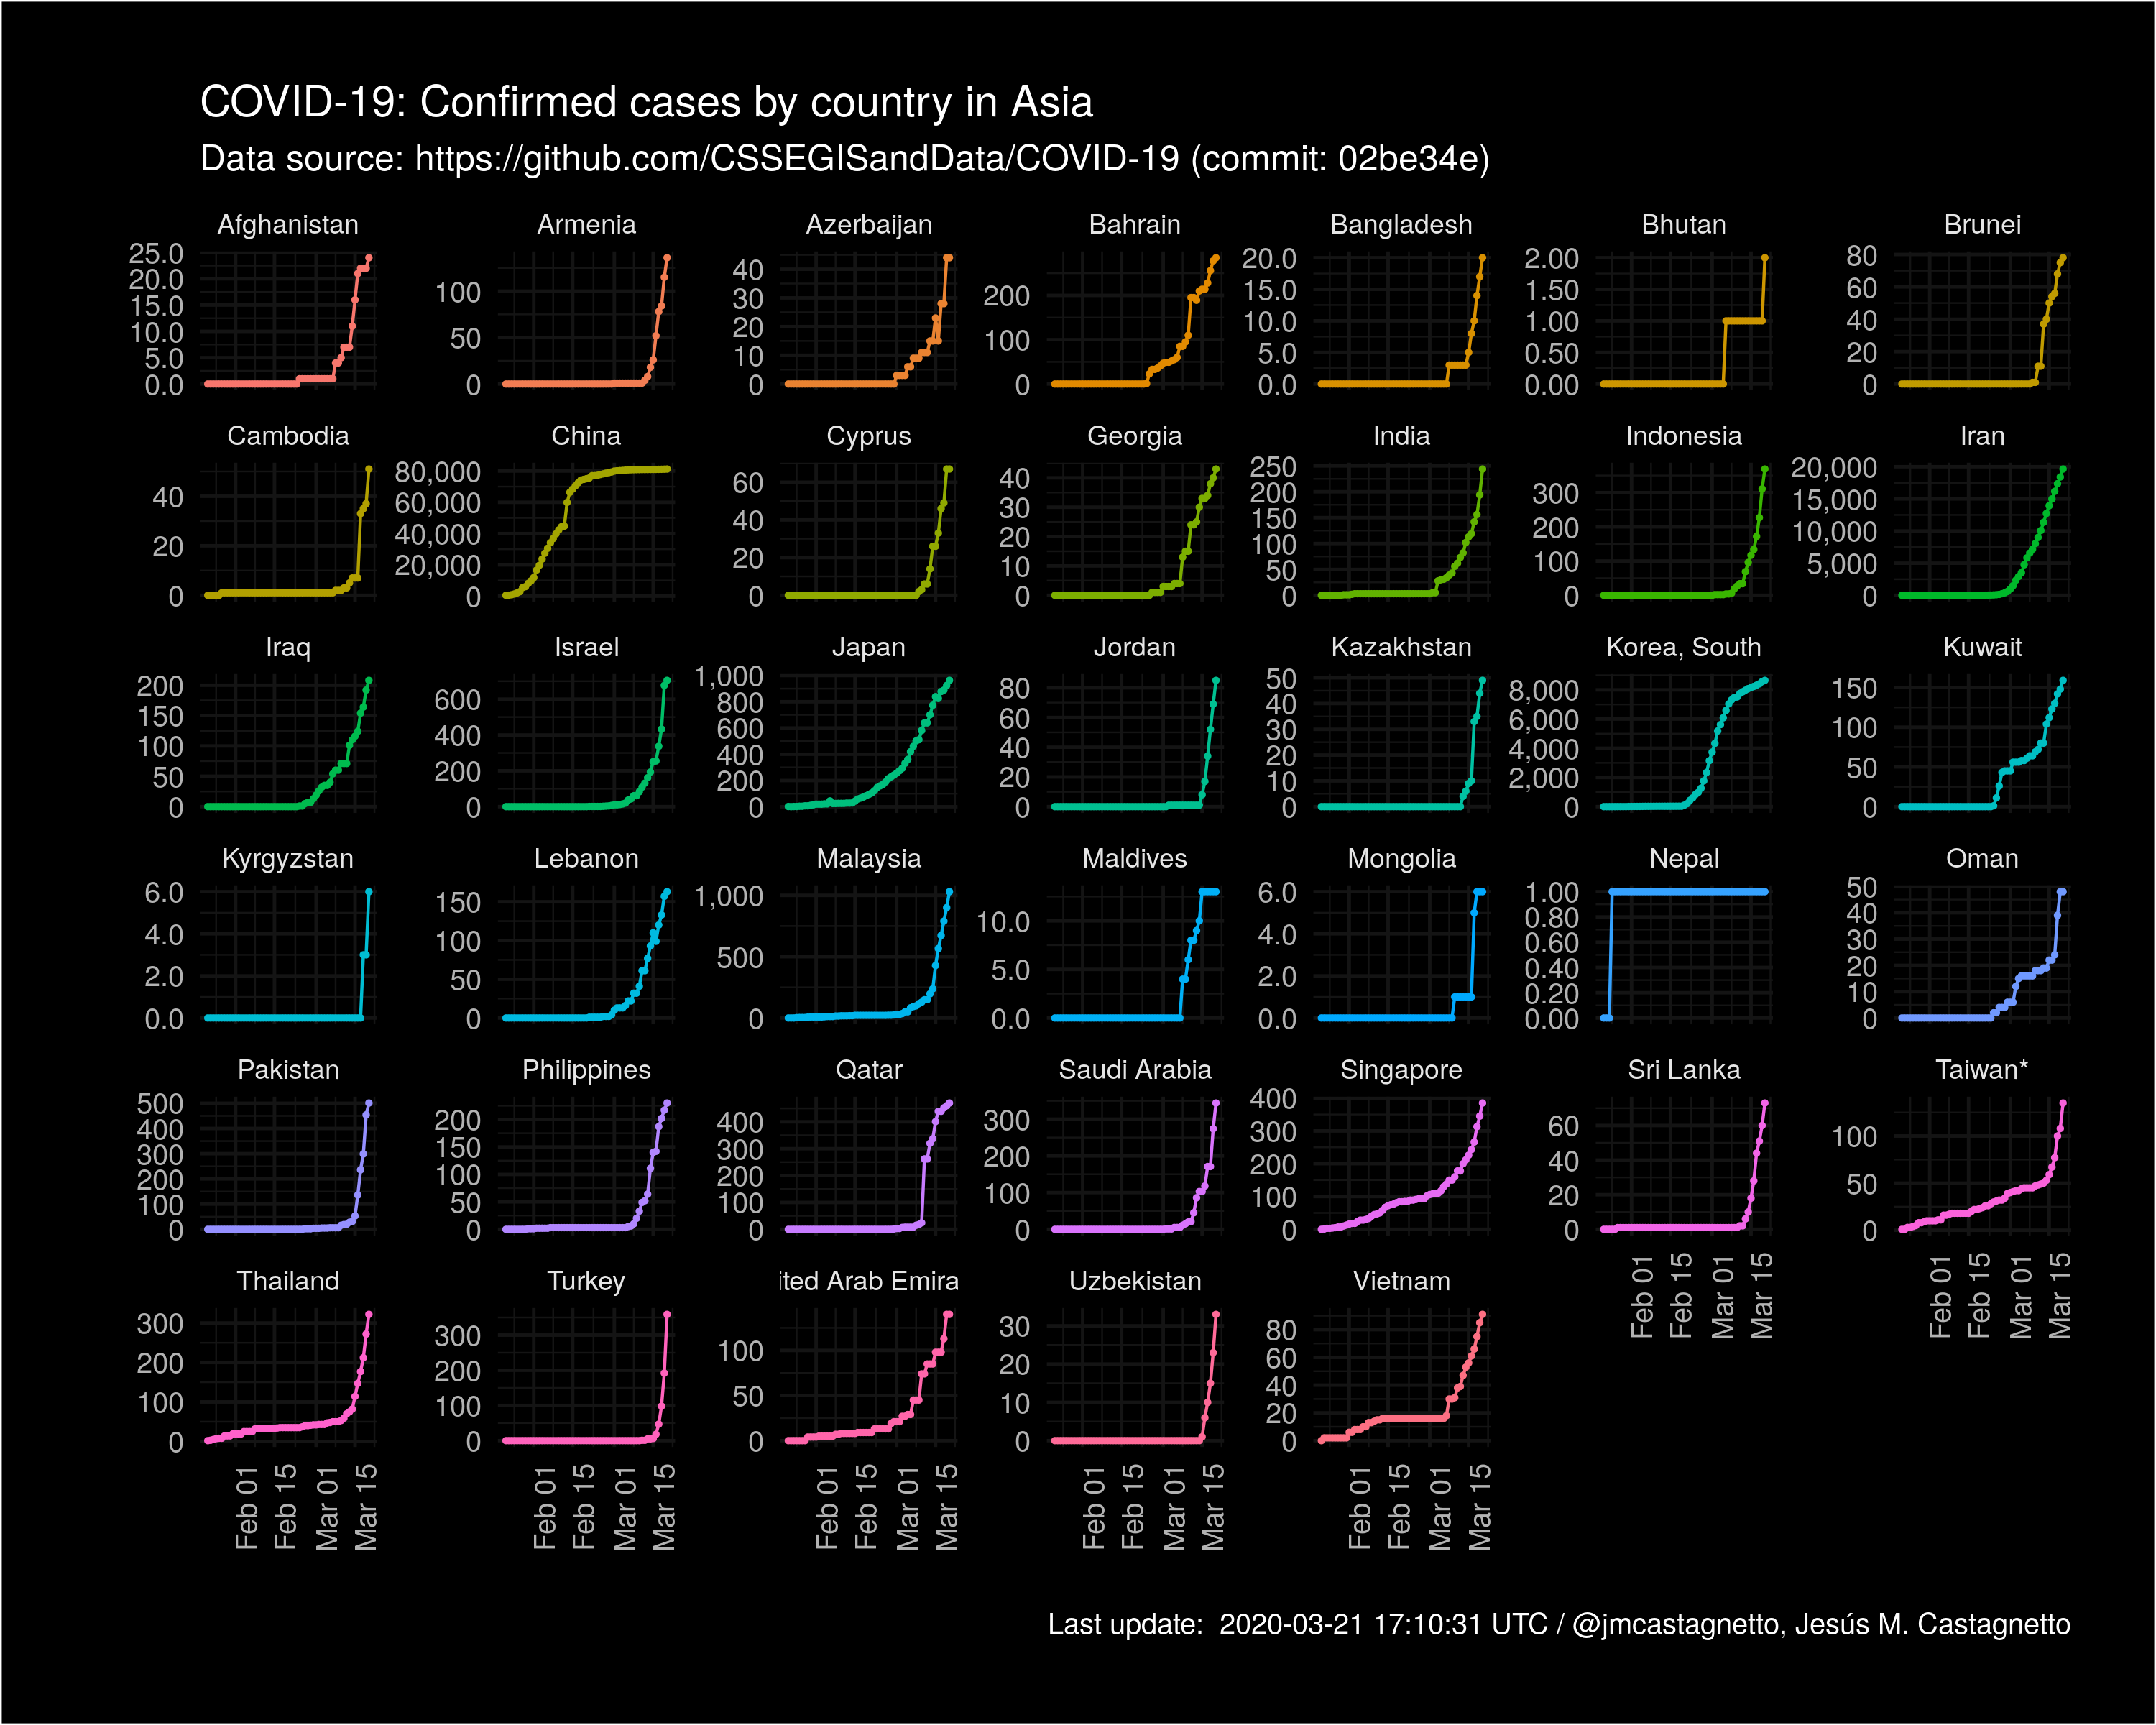 COVID-19: Confirmed cases by country in Asia
Data source: https://github.com/CSSEGISandData/COVID-19 (commit: 02be34e)
Afghanistan Armenia Azerbaijan Bahrain Bangladesh Bhutan Brunei
25.0 20.0 15.0 10.0 5.0 0.0
100 50 0
40 30 20 10 0
200 100 0
20.0 15.0 10.0 5.0 0.0
2.00 1.50 1.00 0.50 0.00
80 60 40 20 0
Cambodia China Cyprus Georgia India Indonesia Iran
40 20 0
80,000 60,000 40,000 20,000 0
60 40 20 0
40 30 20 10 0
250 200 150 100 50 0
300 200 100 0
20,000 15,000 10,000 5,000 0
Iraq Israel Japan Jordan Kazakhstan Korea, South Kuwait
200 150 100 50 0
600 400 200 0
1,000 800 600 400 200 0
80 60 40 20 0
50 40 30 20 10 0
8,000 6,000 4,000 2,000 0
150 100 50 0
Kyrgyzstan Lebanon Malaysia Maldives Mongolia Nepal Oman
6.0 4.0 2.0 0.0
150 100 50 0
1,000 500 0
10.0 5.0 0.0
6.0 4.0 2.0 0.0
1.00 0.80 0.60 0.40 0.20 0.00
50 40 30 20 10 0
Pakistan Philippines Qatar Saudi Arabia Singapore Sri Lanka Taiwan*
500 400 300 200 100 0
200 150 100 50 0
400 300 200 100 0
300 200 100 0
400 300 200 100 0
60 40 20 0
100 50 0
Feb 01 Feb 15 Mar 01 Mar 15
Feb 01 Feb 15 Mar 01 Mar 15
Thailand Turkey ited Arab Emira Uzbekistan Vietnam
300 200 100 0
300 200 100 0
100 50 0
30 20 10 0
80 60 40 20 0
Feb 01 Feb 15 Mar 01 Mar 15
Feb 01 Feb 15 Mar 01 Mar 15
Feb 01 Feb 15 Mar 01 Mar 15
Feb 01 Feb 15 Mar 01 Mar 15
Feb 01 Feb 15 Mar 01 Mar 15
Last update:  2020-03-21 17:10:31 UTC / @jmcastagnetto, Jesús M. Castagnetto